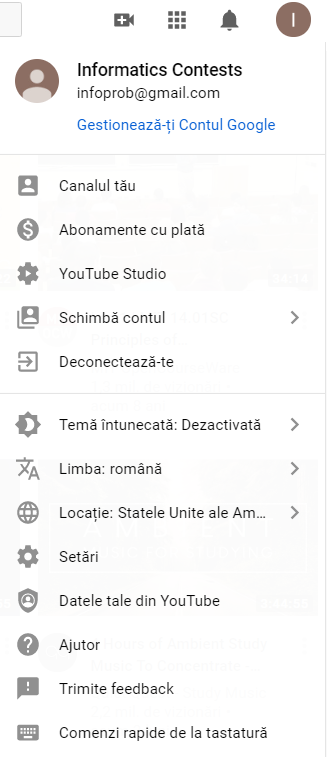 I
Informatics Contests
infoprob@gmail.com
Gestionează-ți Contul Google
Canalul tău
Abonamente cu plată
YouTube Studio
Schimbă contul
Deconectează-te
Temă întunecată: Dezactivată
Limba: română
Locație: Statele Unite ale Am...
Setări
Datele tale din YouTube
Ajutor
Trimite feedback
Comenzi rapide de la tastatură